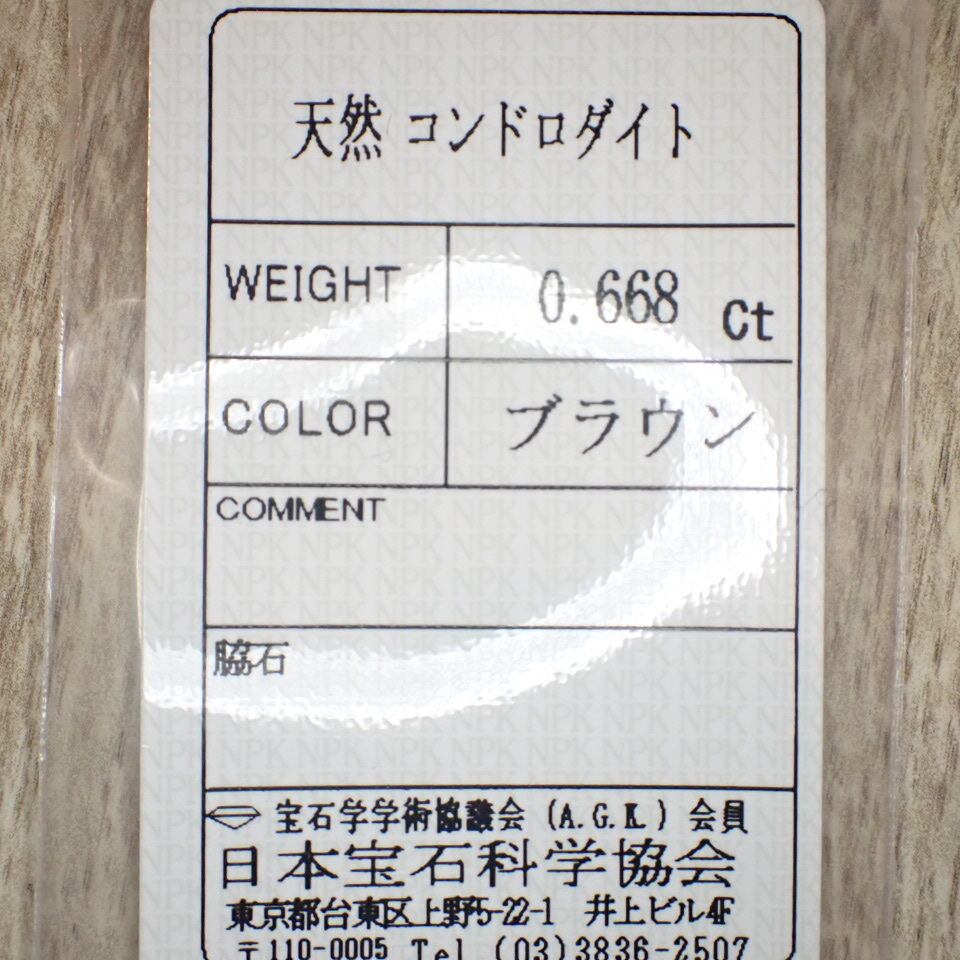 天然 コンドロダイト
WEIGHT 0.668 Ct
COLOR ブラウン
COMMENT
脇石
宝石学学術協議会 (A.G.K.) 会員
日本宝石科学協会
東京都台東区上野5-22-1 井上ビル4F
〒110-0005 Tel (03)3836-2507